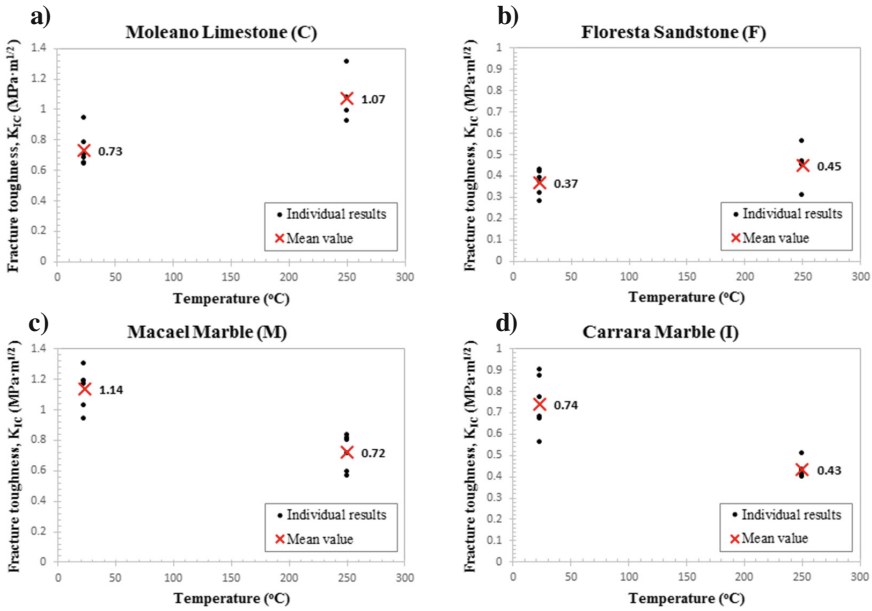 a)
Moleano Limestone (C)
Fracture toughness, K_IC (MPa·m^1/2)
1.4
1.2
1
0.8
0.6
0.4
0.2
0
1.07
0.73
Individual results
Mean value
0 50 100 150 200 250 300
Temperature (°C)
b)
Floresta Sandstone (F)
Fracture toughness, K_IC (MPa·m^1/2)
1
0.9
0.8
0.7
0.6
0.5
0.4
0.3
0.2
0.1
0
0.37
0.45
Individual results
Mean value
0 50 100 150 200 250 300
Temperature (°C)
c)
Macael Marble (M)
Fracture toughness, K_IC (MPa·m^1/2)
1.4
1.2
1
0.8
0.6
0.4
0.2
0
1.14
0.72
Individual results
Mean value
0 50 100 150 200 250 300
Temperature (°C)
d)
Carrara Marble (I)
Fracture toughness, K_IC (MPa·m^1/2)
1
0.9
0.8
0.7
0.6
0.5
0.4
0.3
0.2
0.1
0
0.74
0.43
Individual results
Mean value
0 50 100 150 200 250 300
Temperature (°C)